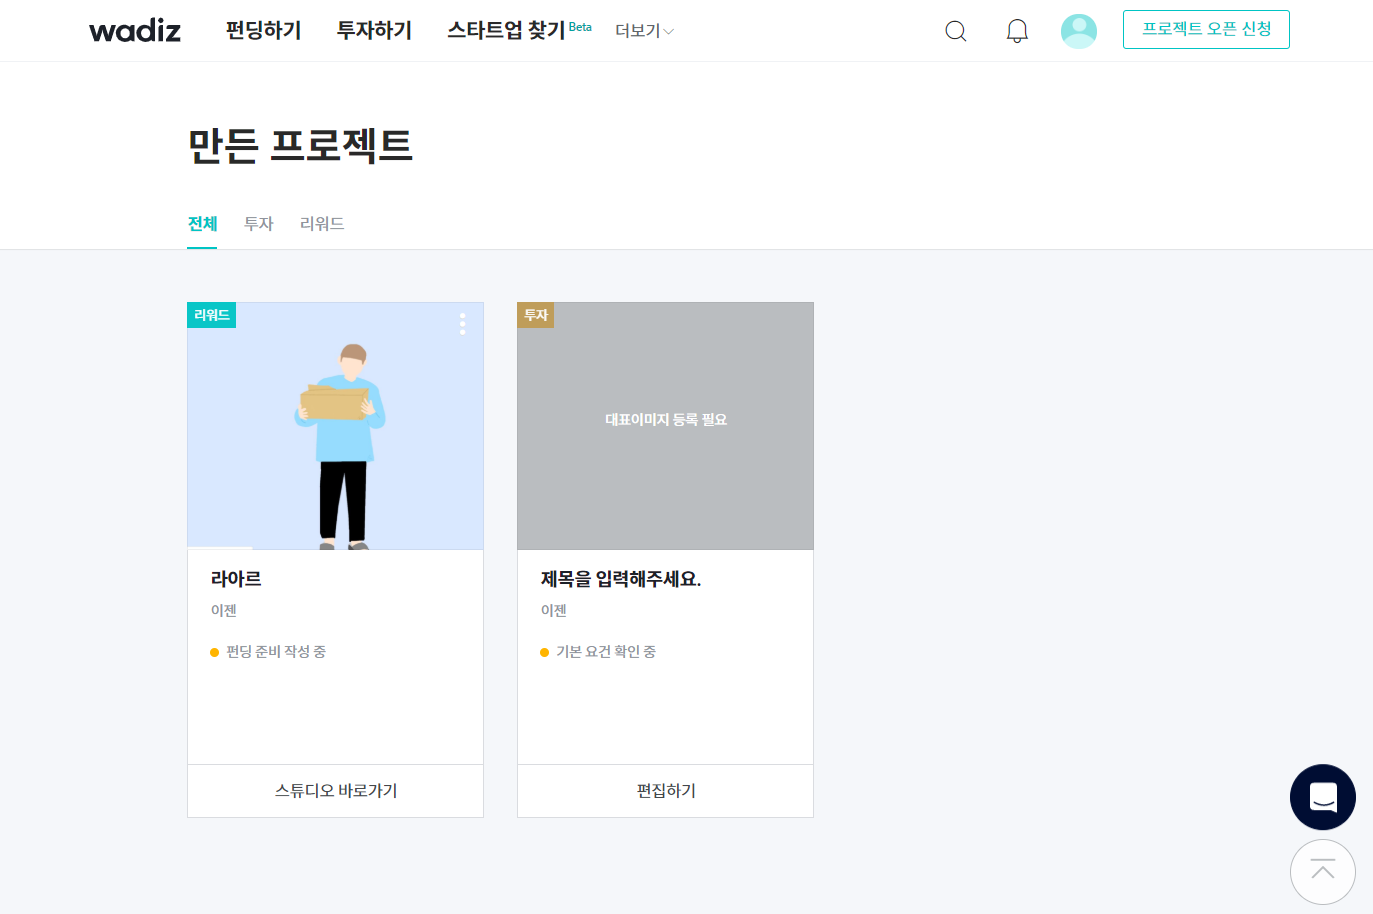 wadiz 펀딩하기 투자하기 스타트업 찾기 Beta 더보기 프로젝트 오픈 신청
만든 프로젝트
전체 투자 리워드
리워드
라아르
이젠
펀딩 준비 작성 중
스튜디오 바로가기
투자
대표이미지 등록 필요
제목을 입력해주세요.
이젠
기본 요건 확인 중
편집하기